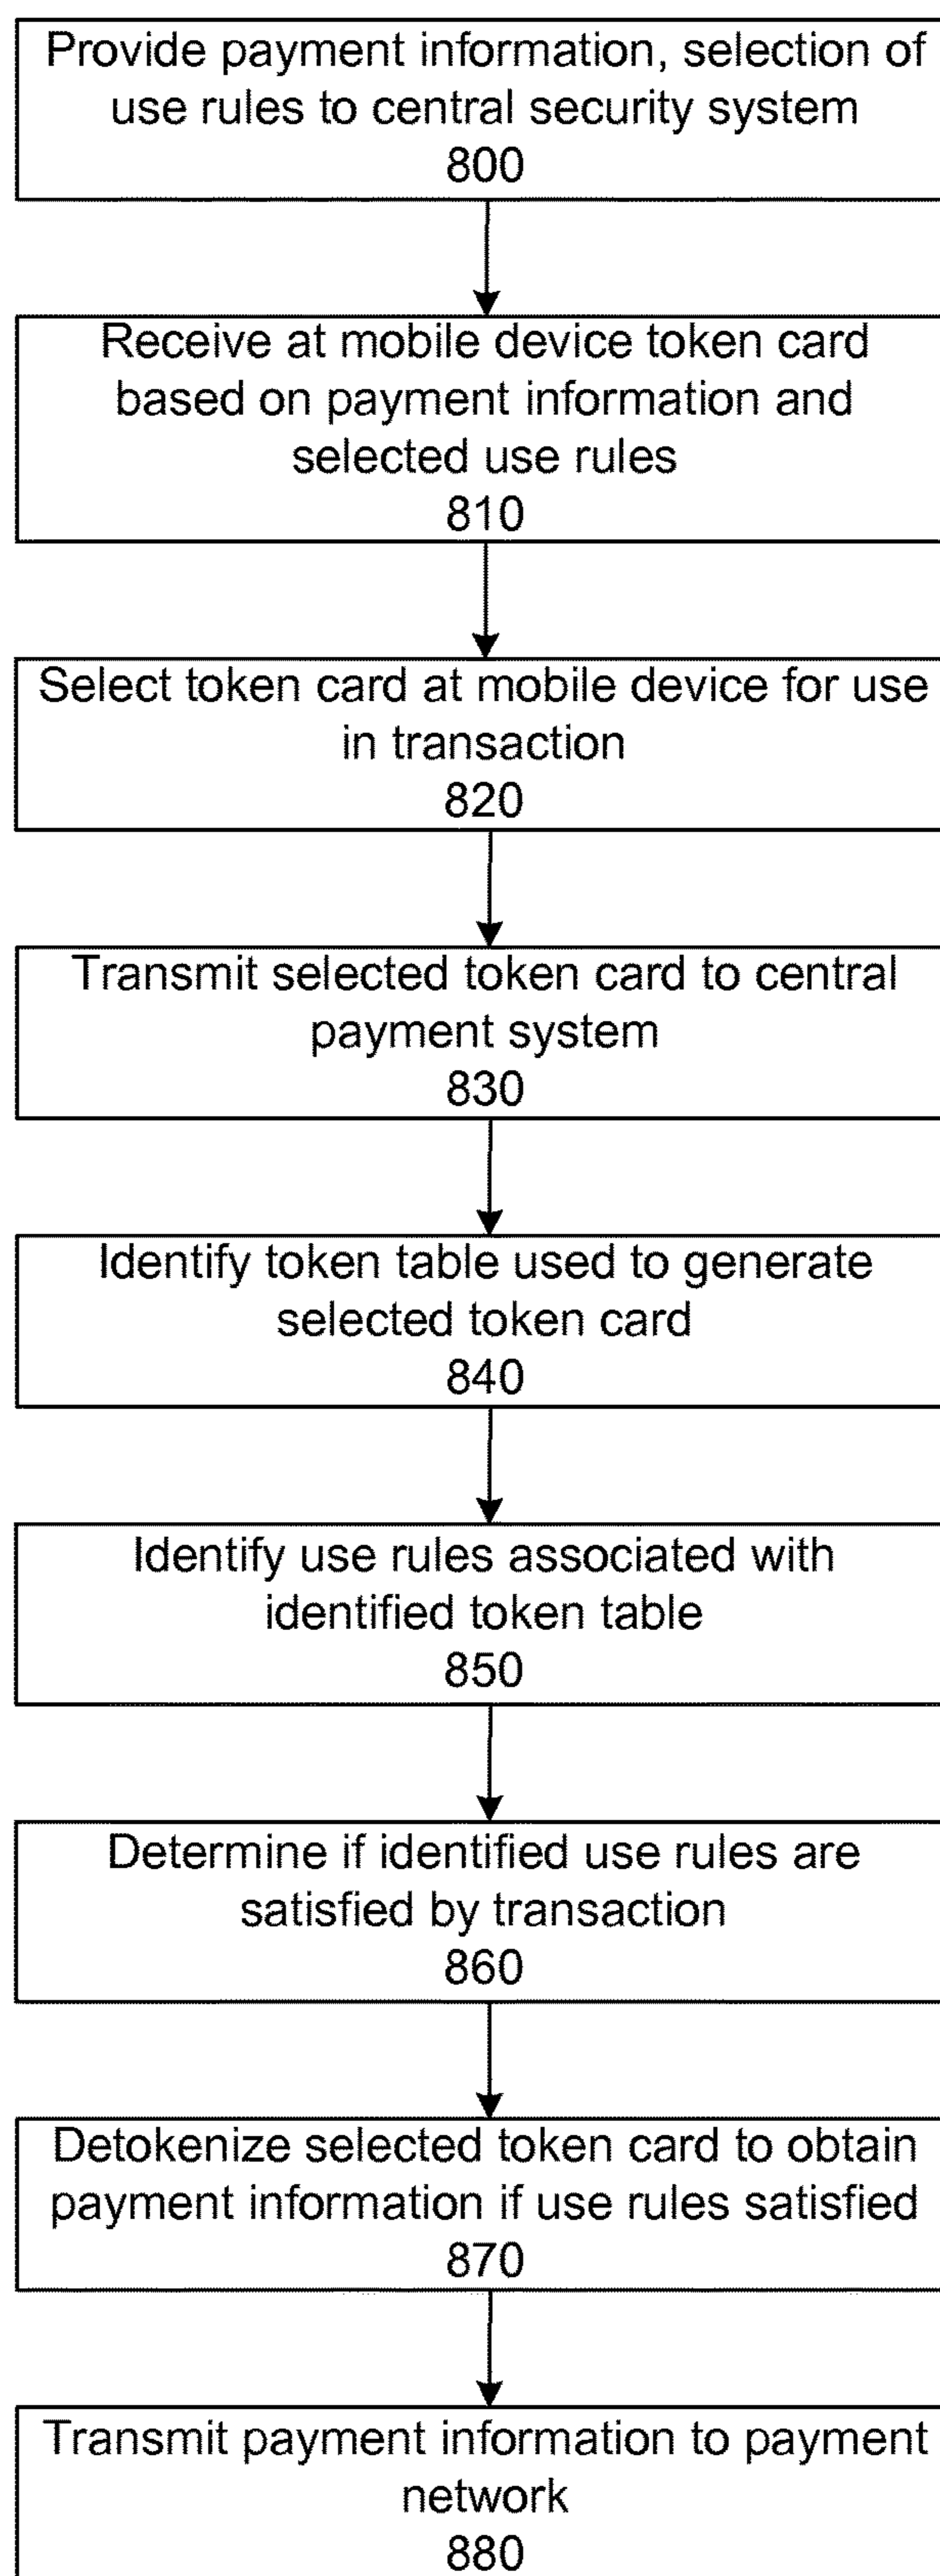 Provide payment information, selection of
use rules to central security system
800
Receive at mobile device token card
based on payment information and
selected use rules
810
Select token card at mobile device for use
in transaction
820
Transmit selected token card to central
payment system
830
Identify token table used to generate
selected token card
840
Identify use rules associated with
identified token table
850
Determine if identified use rules are
satisfied by transaction
860
Detokenize selected token card to obtain
payment information if use rules satisfied
870
Transmit payment information to payment
network
880